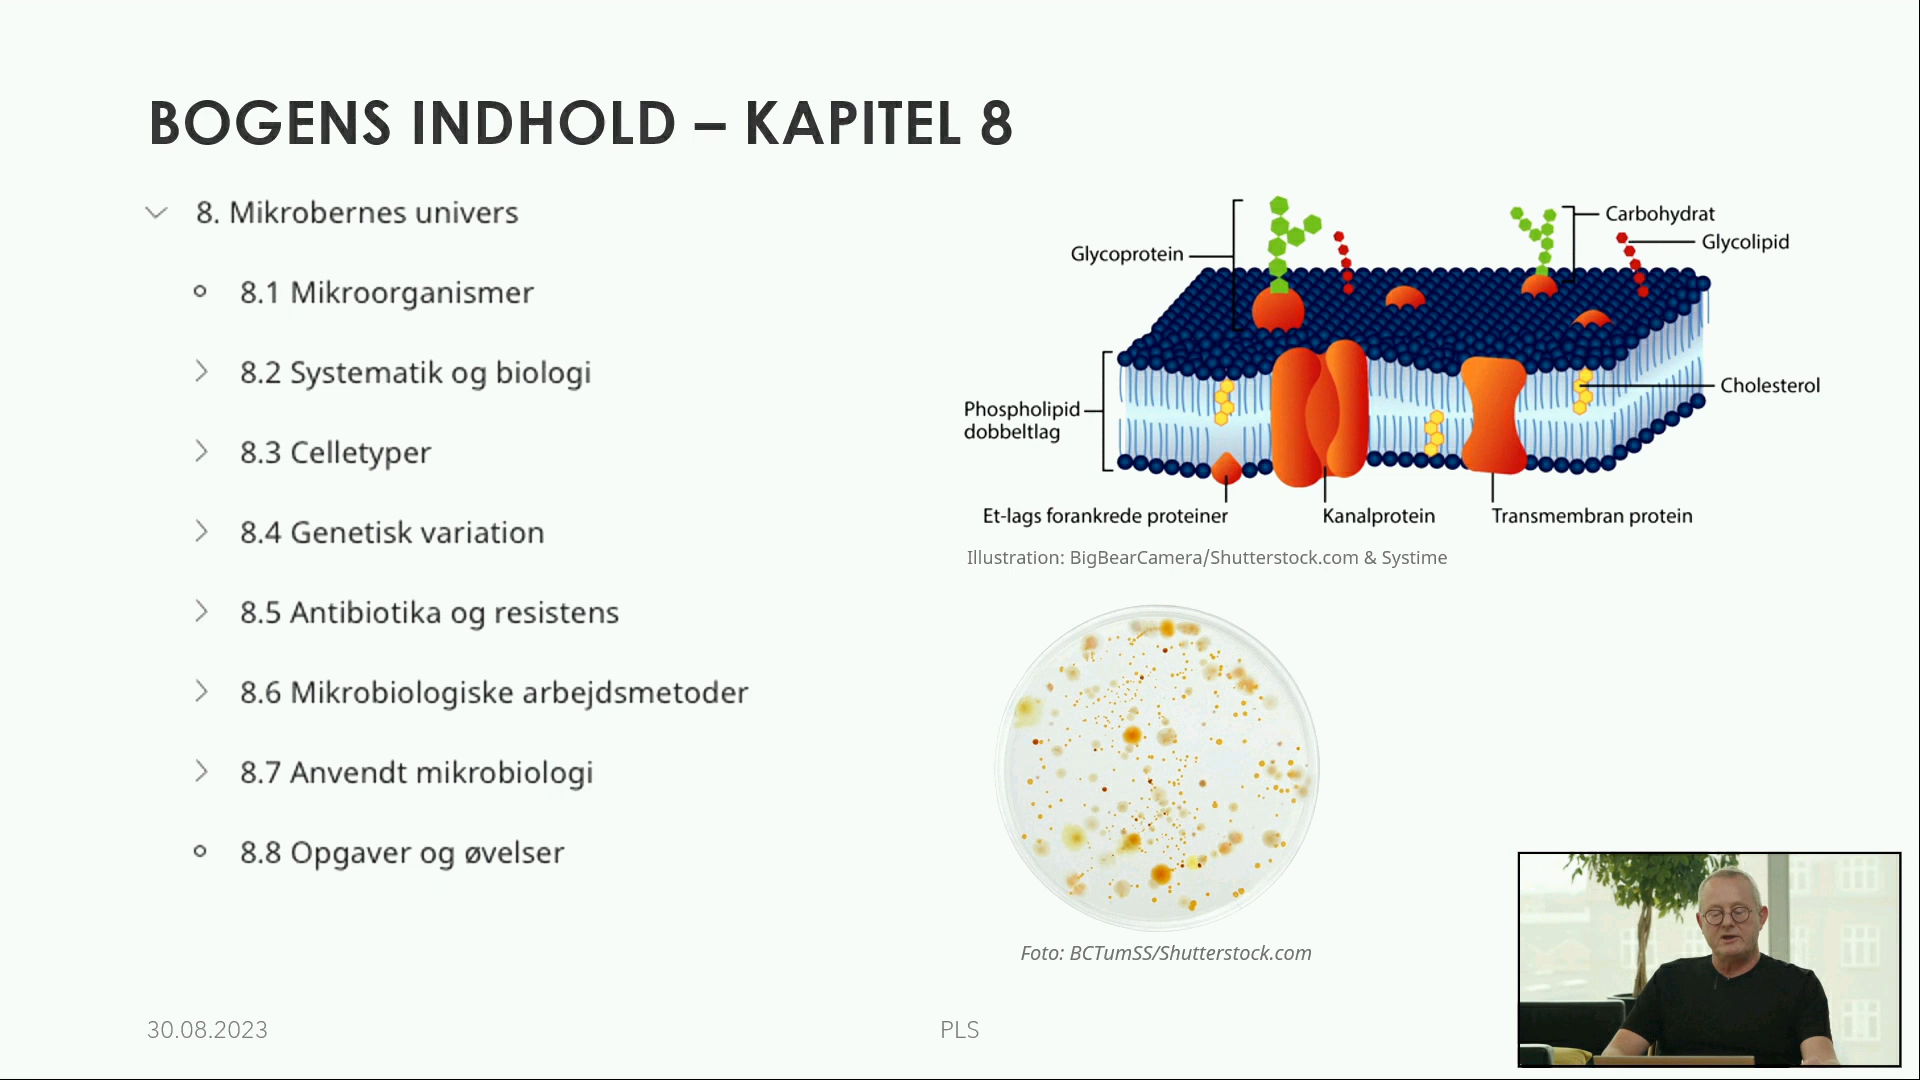 BOGENS INDHOLD – KAPITEL 8
8. Mikrobernes univers
8.1 Mikroorganismer
8.2 Systematik og biologi
8.3 Celletyper
8.4 Genetisk variation
8.5 Antibiotika og resistens
8.6 Mikrobiologiske arbejdsmetoder
8.7 Anvendt mikrobiologi
8.8 Opgaver og øvelser
Carbohydrat
Glycolipid
Glycoprotein
Cholesterol
Phospholipid
dobbeltlag
Et-lags forankrede proteiner
Kanalprotein
Transmembran protein
Illustration: BigBearCamera/Shutterstock.com & Systime
Foto: BCTumSS/Shutterstock.com
30.08.2023
PLS